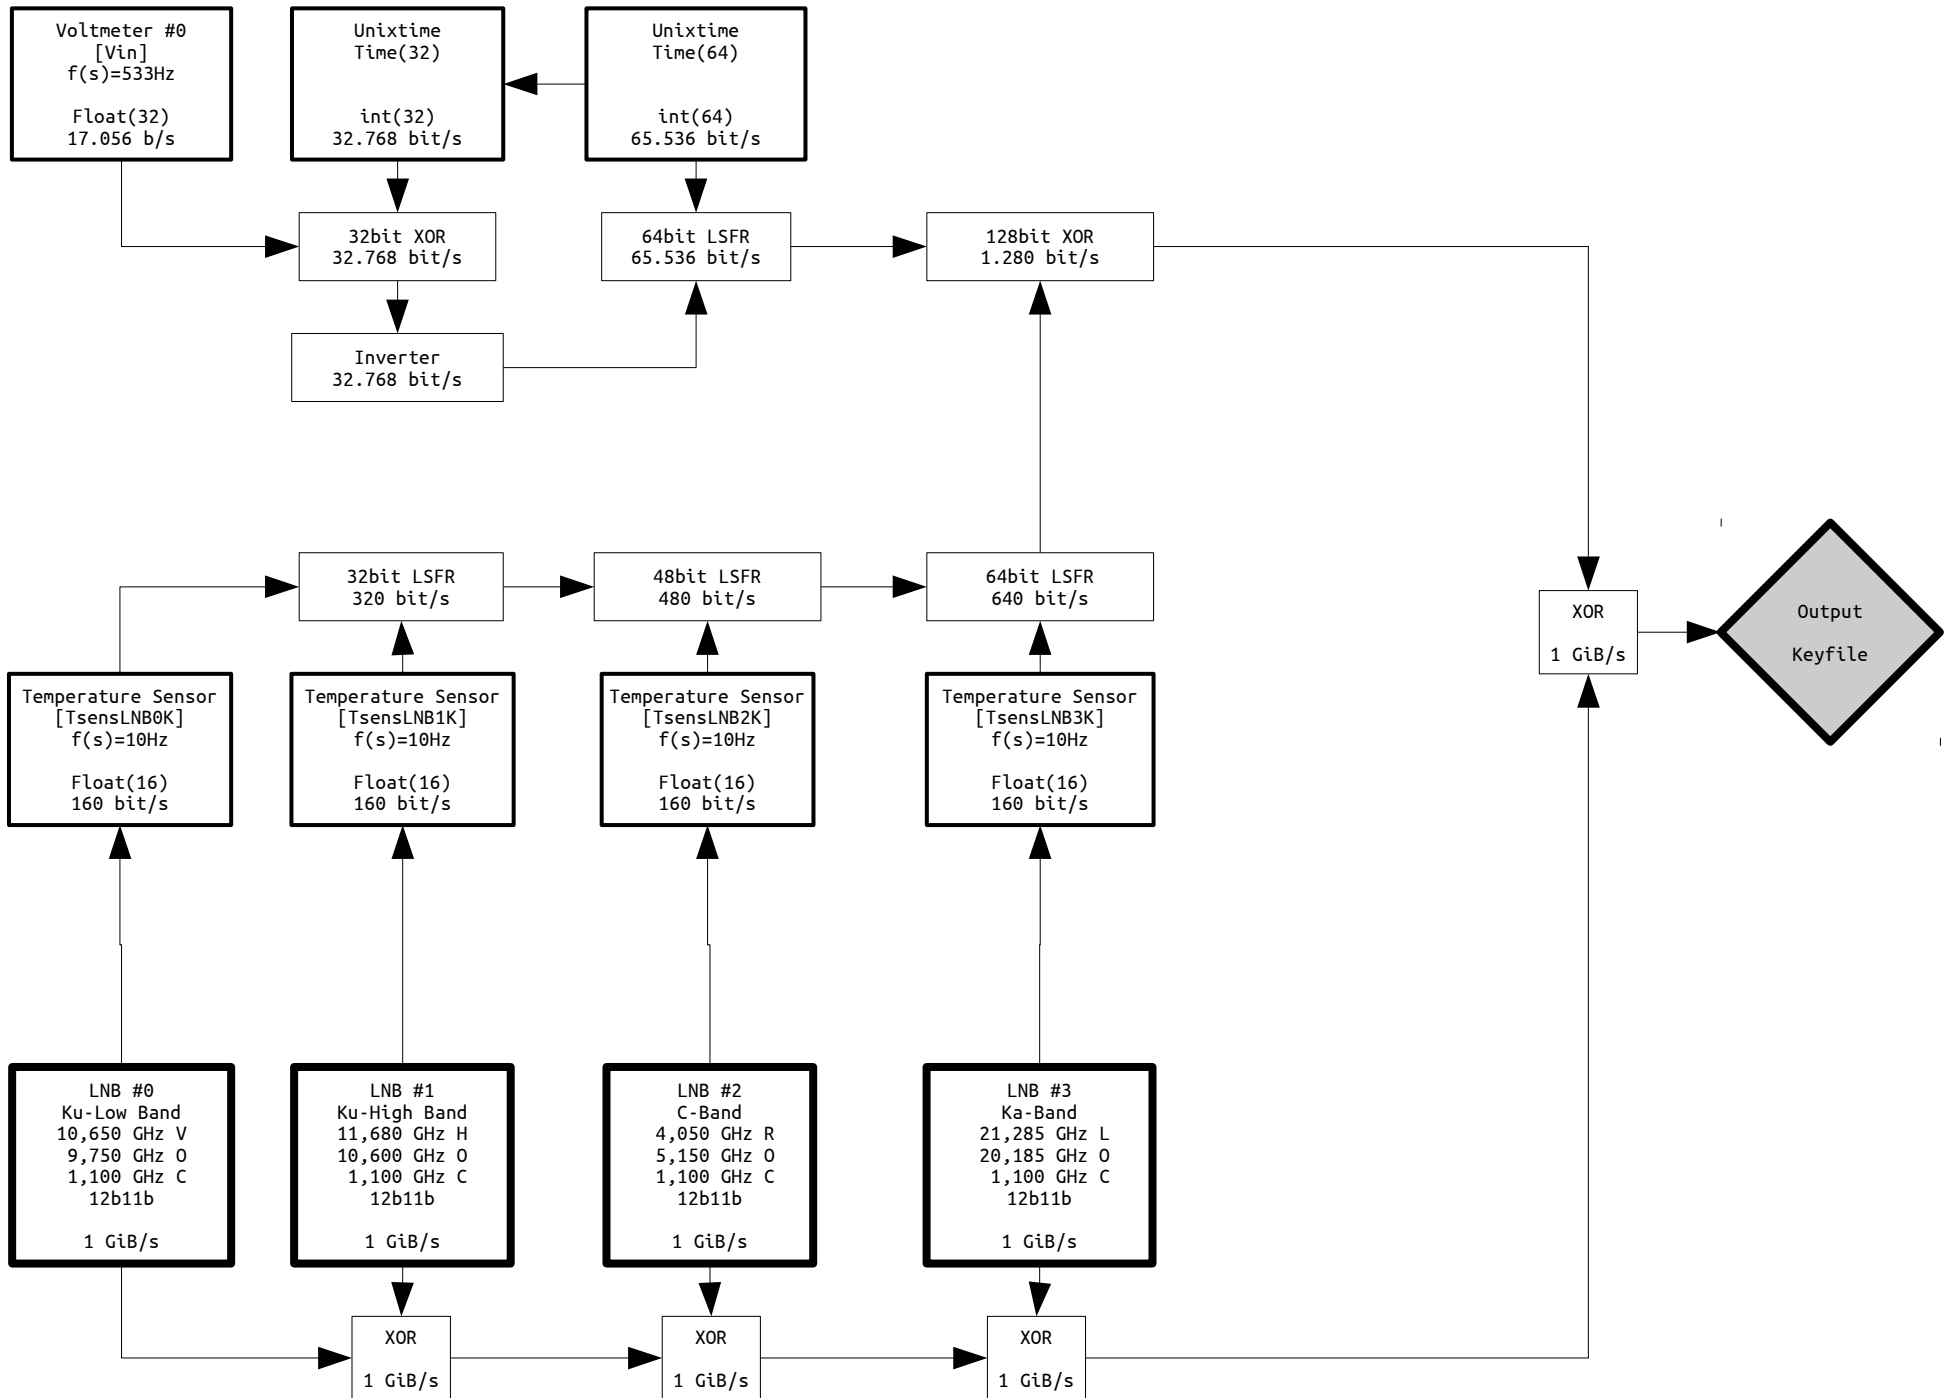 Voltmeter #0
[Vin]
f(s)=533Hz
Float(32)
17.056 b/s
Unixtime
Time(32)
int(32)
32.768 bit/s
Unixtime
Time(64)
int(64)
65.536 bit/s
32bit XOR
32.768 bit/s
64bit LSFR
65.536 bit/s
128bit XOR
1.280 bit/s
Inverter
32.768 bit/s
32bit LSFR
320 bit/s
48bit LSFR
480 bit/s
64bit LSFR
640 bit/s
XOR
1 GiB/s
Output
Keyfile
Temperature Sensor
[TsensLNB0K]
f(s)=10Hz
Float(16)
160 bit/s
Temperature Sensor
[TsensLNB1K]
f(s)=10Hz
Float(16)
160 bit/s
Temperature Sensor
[TsensLNB2K]
f(s)=10Hz
Float(16)
160 bit/s
Temperature Sensor
[TsensLNB3K]
f(s)=10Hz
Float(16)
160 bit/s
LNB #0
Ku-Low Band
10,650 GHz V
9,750 GHz O
1,100 GHz C
12b11b
1 GiB/s
LNB #1
Ku-High Band
11,680 GHz H
10,600 GHz O
1,100 GHz C
12b11b
1 GiB/s
LNB #2
C-Band
4,050 GHz R
5,150 GHz O
1,100 GHz C
12b11b
1 GiB/s
LNB #3
Ka-Band
21,285 GHz L
20,185 GHz O
1,100 GHz C
12b11b
1 GiB/s
XOR
1 GiB/s
XOR
1 GiB/s
XOR
1 GiB/s